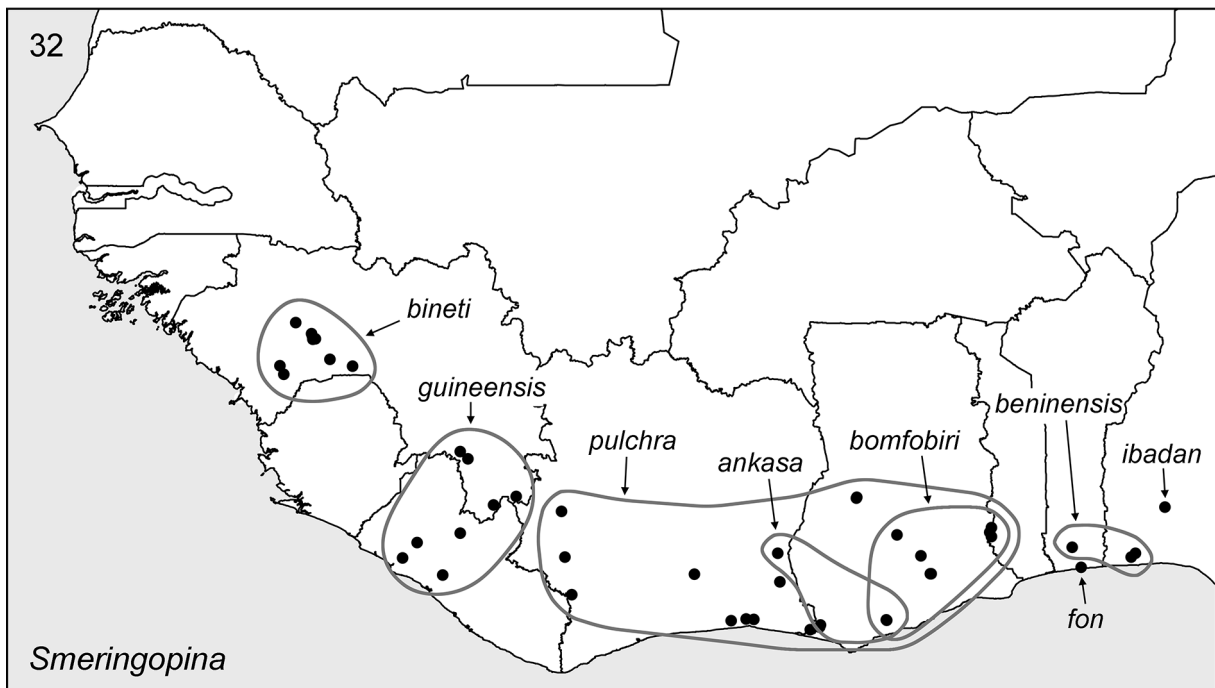 32
bineti
guineensis
pulchra
ankasa
bomfobiri
beninensis
ibadan
fon
Smeringopina